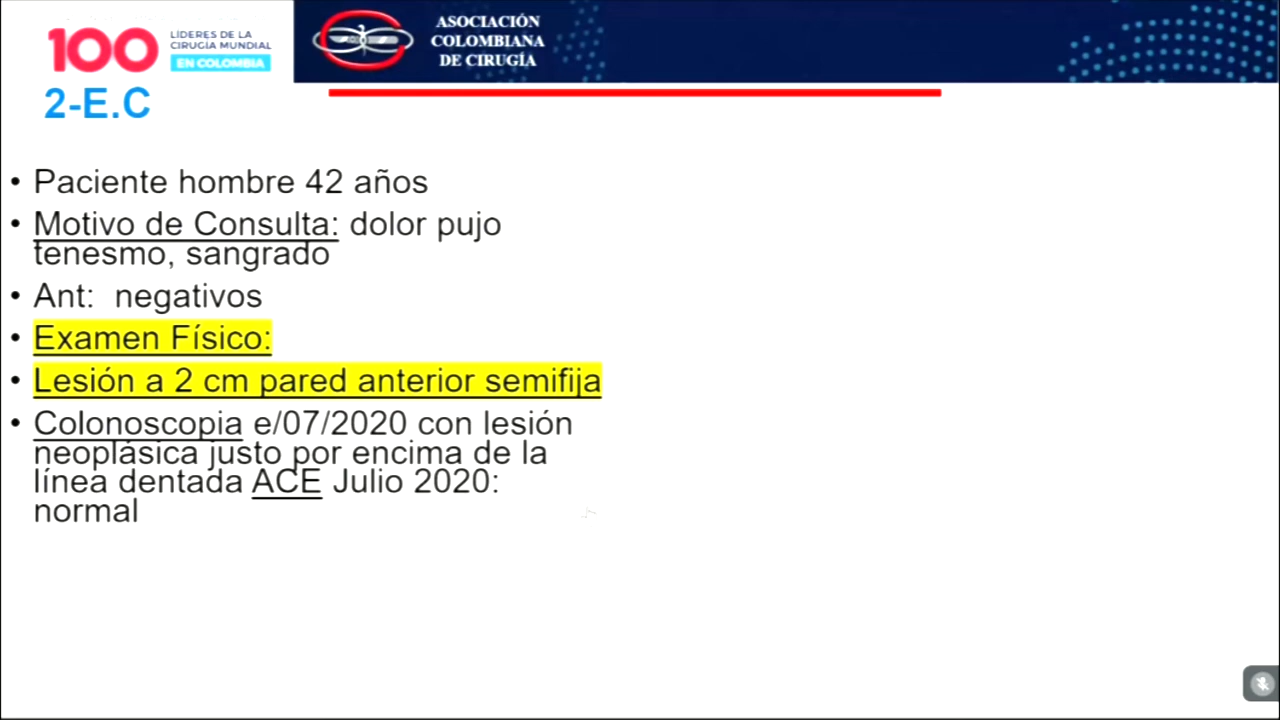 100
LÍDERES DE LA
CIRUGÍA MUNDIAL
EN COLOMBIA
ASOCIACIÓN
COLOMBIANA
DE CIRUGÍA
2-E.C
• Paciente hombre 42 años
• Motivo de Consulta: dolor pujo
tenesmo, sangrado
• Ant:  negativos
• Examen Físico:
• Lesión a 2 cm pared anterior semifija
• Colonoscopia e/07/2020 con lesión
neoplásica justo por encima de la
línea dentada ACE Julio 2020:
normal